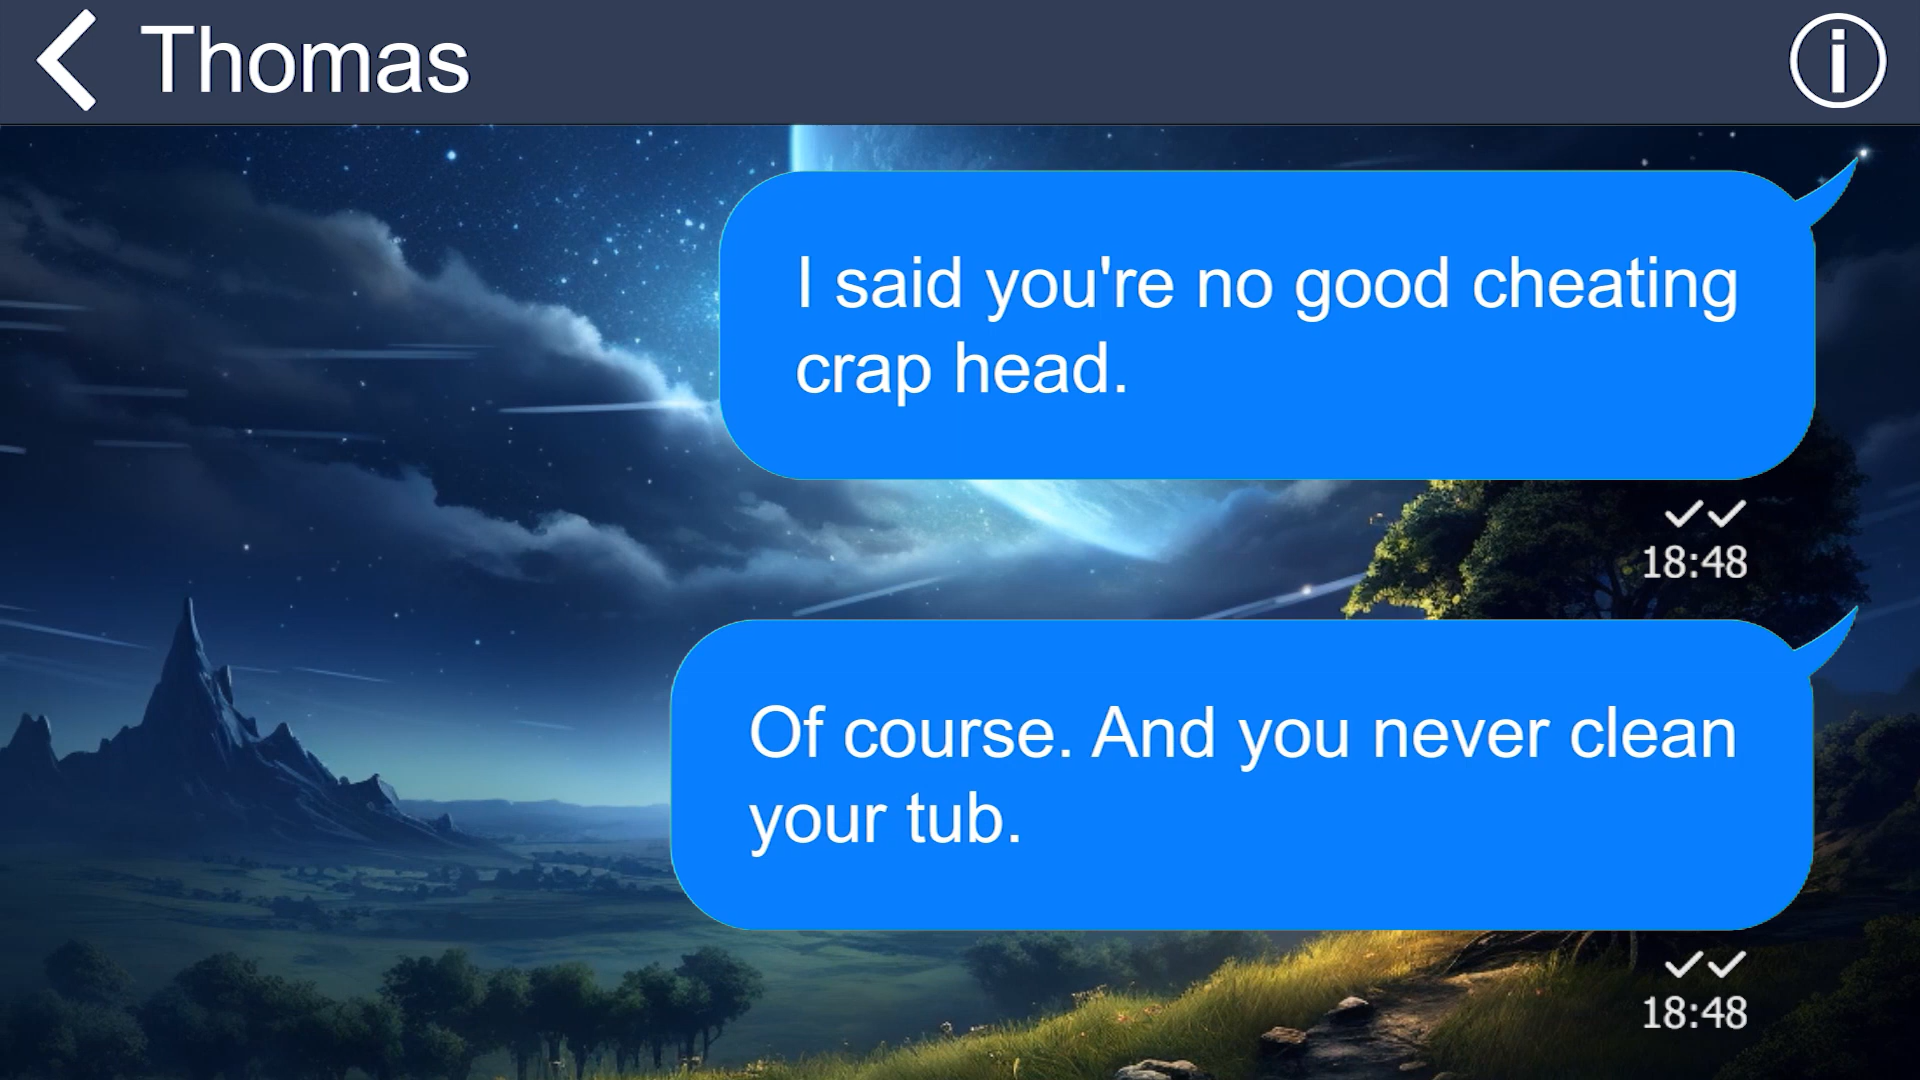 Thomas
I said you're no good cheating
crap head.
18:48
Of course. And you never clean
your tub.
18:48